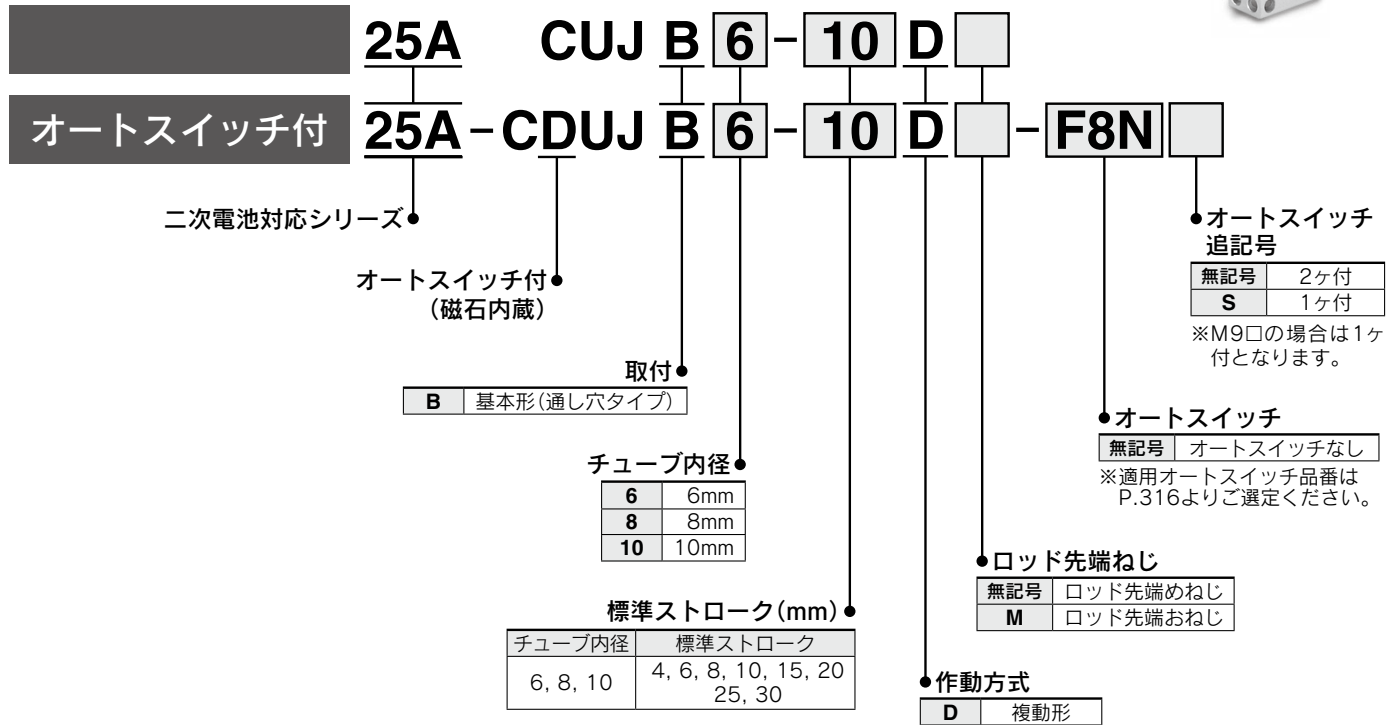 25A CUJ B 6 - 10 D
オートスイッチ付 25A - CDUJ B 6 - 10 D - F8N
二次電池対応シリーズ
オートスイッチ付
(磁石内蔵)
取付
B 基本形(通し穴タイプ)
チューブ内径
6 6mm
8 8mm
10 10mm
標準ストローク(mm)
チューブ内径 標準ストローク
6, 8, 10 4, 6, 8, 10, 15, 20
25, 30
作動方式
D 複動形
ロッド先端ねじ
無記号 ロッド先端めねじ
M ロッド先端おねじ
オートスイッチ
無記号 オートスイッチなし
※適用オートスイッチ品番は
P.316よりご選定ください。
オートスイッチ
追記号
無記号 2ヶ付
S 1ヶ付
※M9□の場合は1ヶ
付となります。